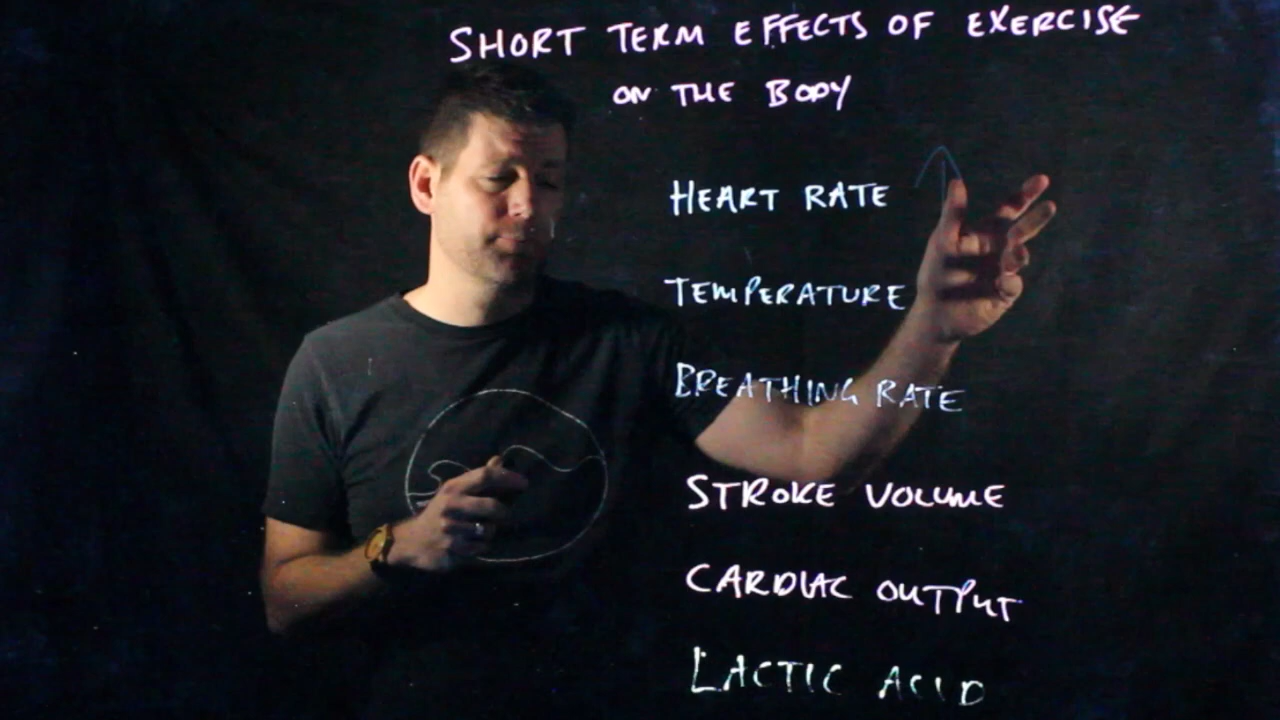 SHORT TERM EFFECTS OF EXERCISE
ON THE BODY
HEART RATE ↑
TEMPERATURE
BREATHING RATE
STROKE VOLUME
CARDIAC OUTPUT
LACTIC ACID